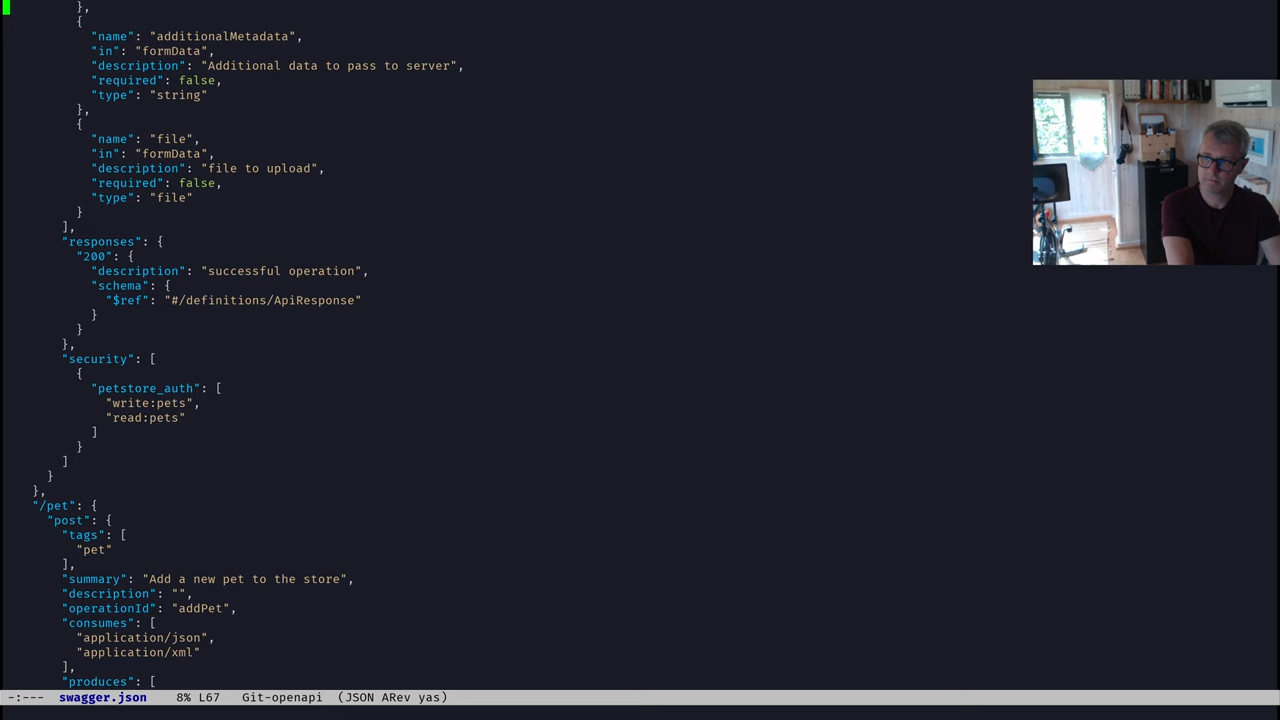 },
{
"name": "additionalMetadata",
"in": "formData",
"description": "Additional data to pass to server",
"required": false,
"type": "string"
},
{
"name": "file",
"in": "formData",
"description": "file to upload",
"required": false,
"type": "file"
}
],
"responses": {
"200": {
"description": "successful operation",
"schema": {
"$ref": "#/definitions/ApiResponse"
}
}
},
"security": [
{
"petstore_auth": [
"write:pets",
"read:pets"
]
}
]
}
},
"/pet": {
"post": {
"tags": [
"pet"
],
"summary": "Add a new pet to the store",
"description": "",
"operationId": "addPet",
"consumes": [
"application/json",
"application/xml"
],
"produces": [
-:--- swagger.json 8% L67 Git-openapi (JSON ARev yas)